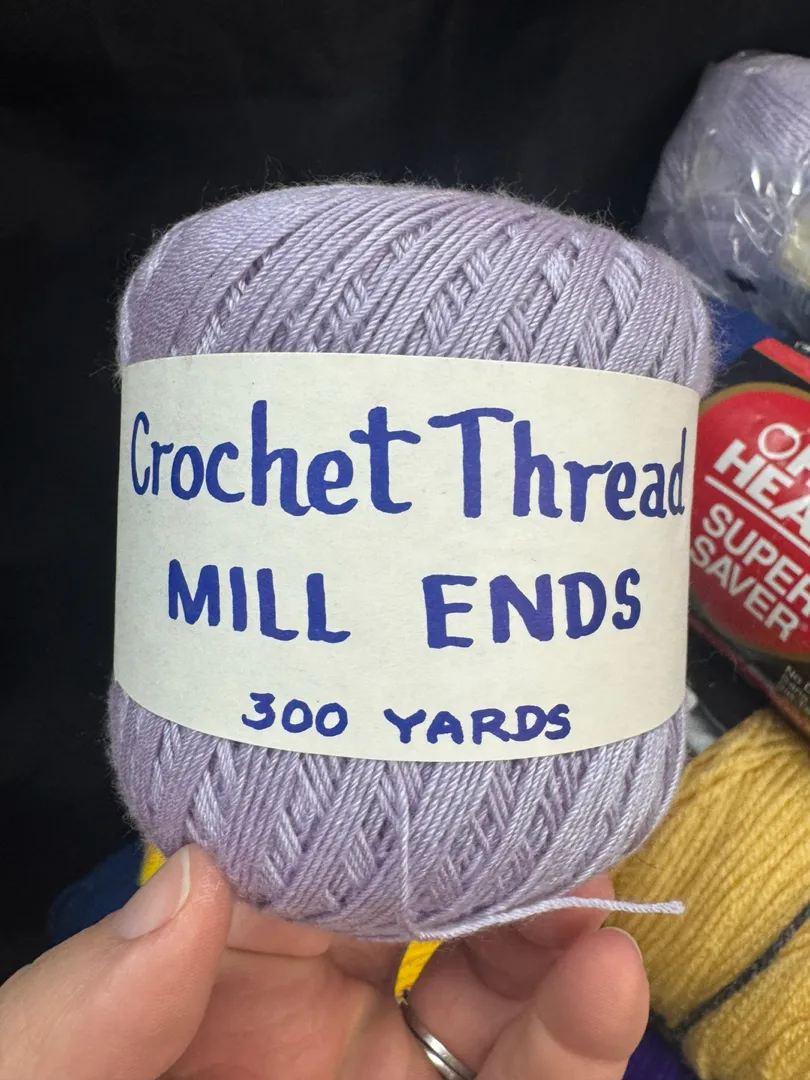 Crochet Thread
MILL ENDS
300 YARDS
SUPER
SAVER